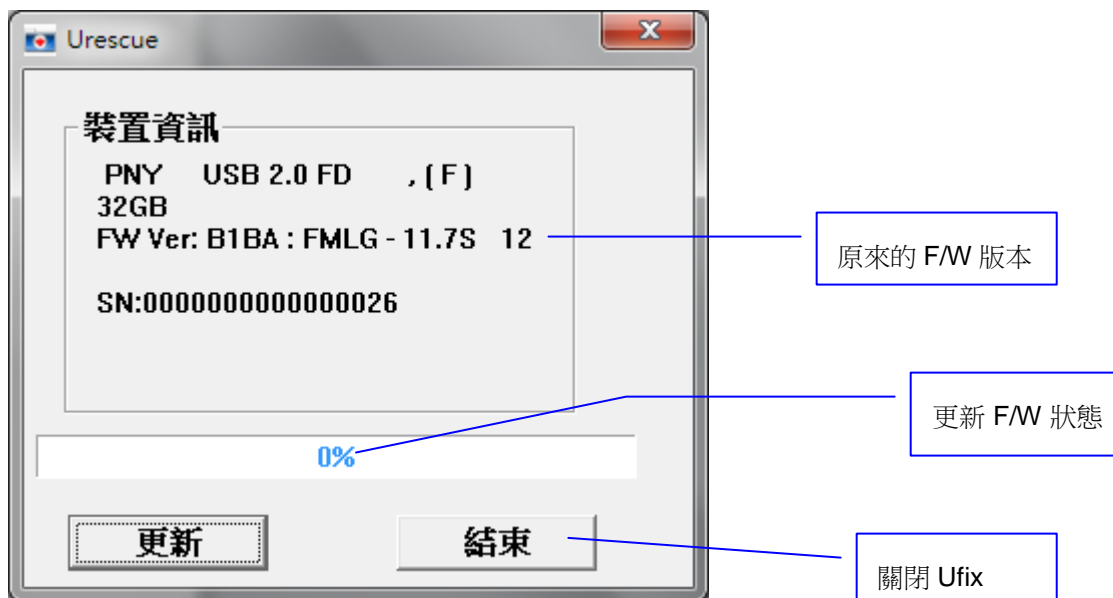 Urescue
裝置資訊
PNY USB 2.0 FD , ( F )
32GB
FW Ver: B1BA : FMLG - 11.7S 12
原來的 F/W 版本
SN:0000000000000026
更新 F/W 狀態
0%
更新
結束
關閉 Ufix